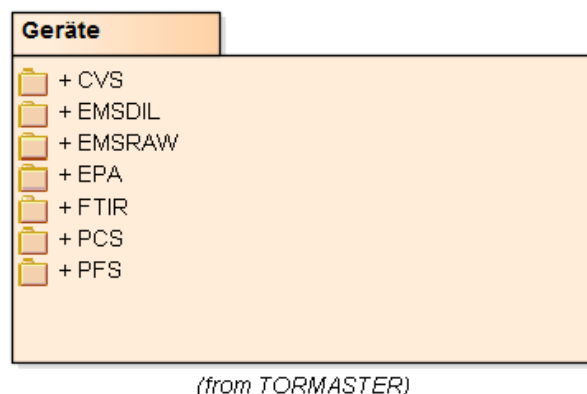 Geräte
+ CVS
+ EMSDIL
+ EMSRAW
+ EPA
+ FTIR
+ PCS
+ PFS
(from TORMASTER)